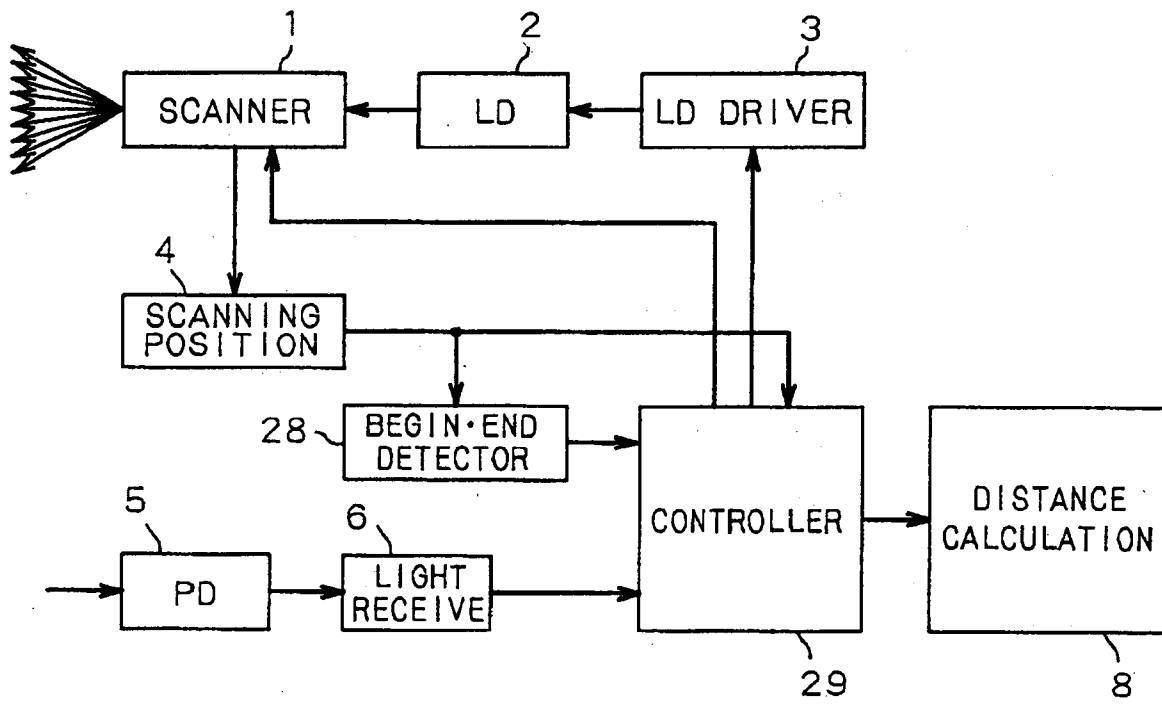 1
2
3
SCANNER
LD
LD DRIVER
4
SCANNING
POSITION
28
BEGIN·END
DETECTOR
5
6
PD
LIGHT
RECEIVE
CONTROLLER
DISTANCE
CALCULATION
29
8